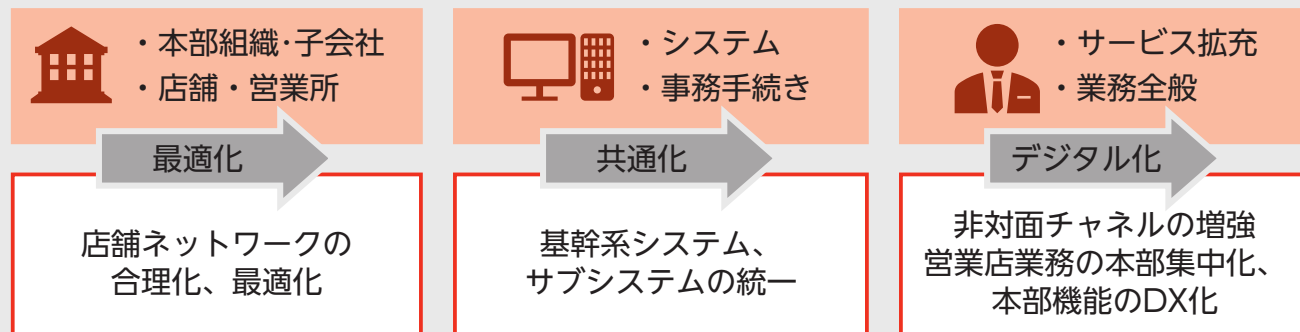 ・本部組織･子会社
・店舗・営業所
最適化
店舗ネットワークの
合理化、最適化
・システム
・事務手続き
共通化
基幹系システム、
サブシステムの統一
・サービス拡充
・業務全般
デジタル化
非対面チャネルの増強
営業店業務の本部集中化、
本部機能のDX化